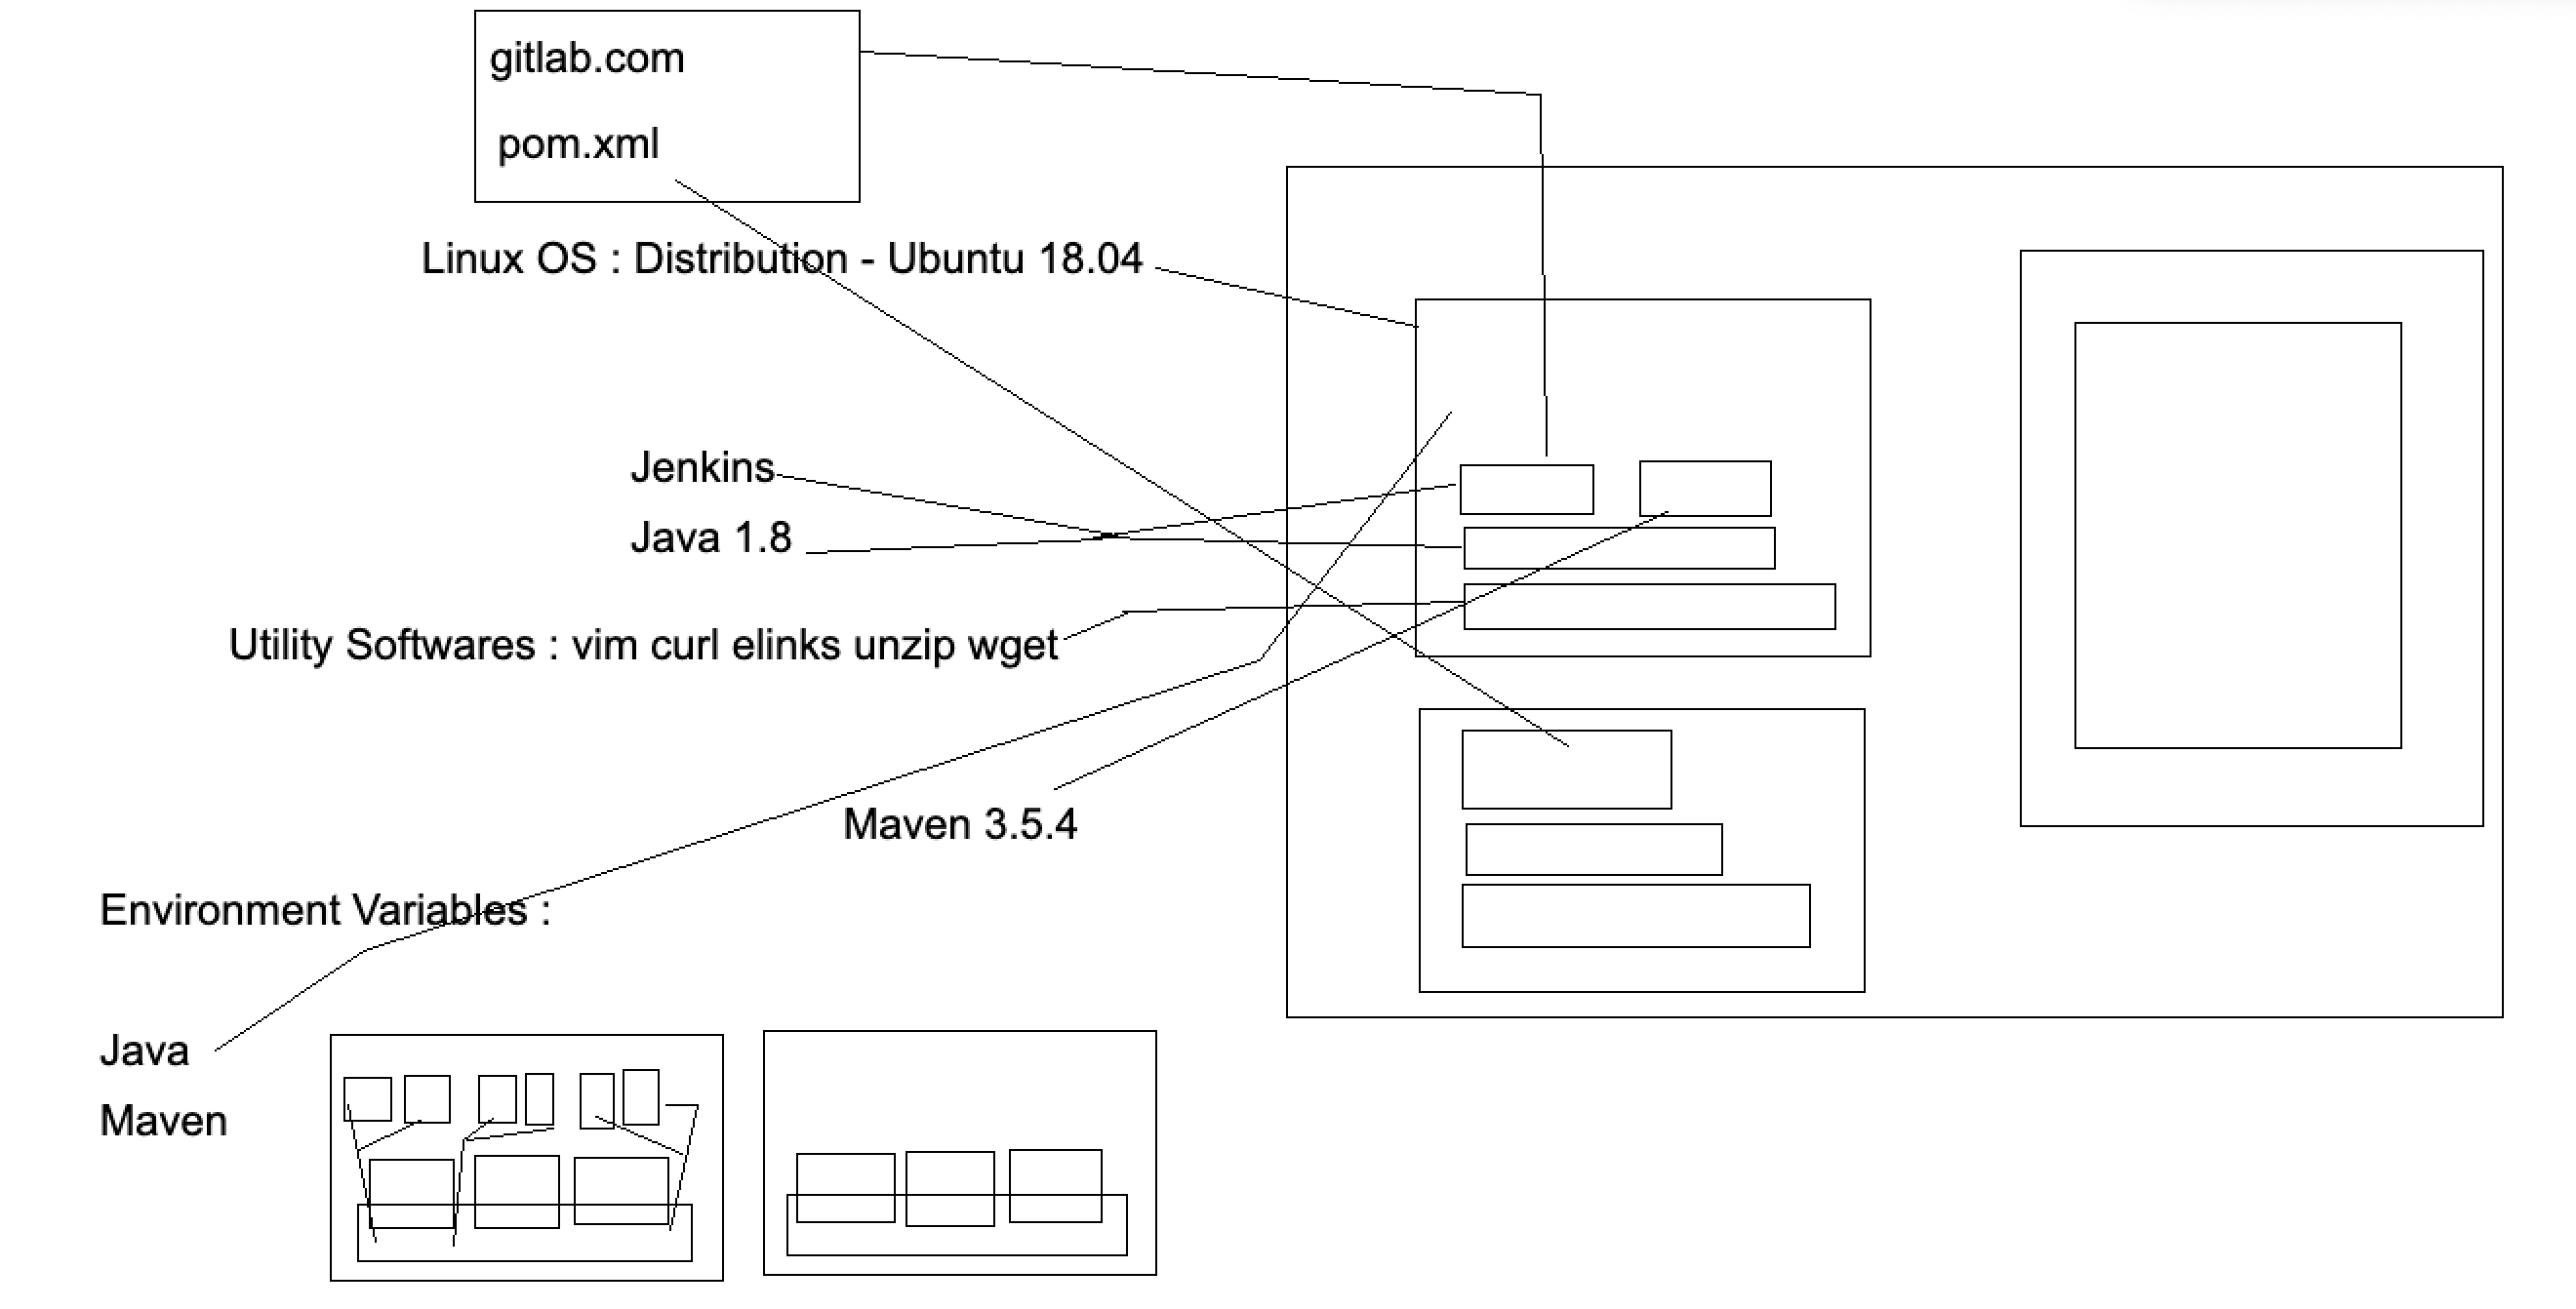 gitlab.com
pom.xml
Linux OS : Distribution - Ubuntu 18.04
Jenkins
Java 1.8
Utility Softwares : vim curl elinks unzip wget
Maven 3.5.4
Environment Variables :
Java
Maven